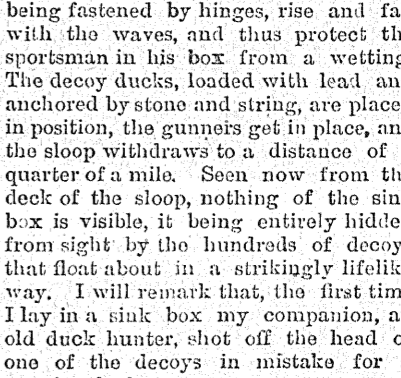 being fastened by hinges, rise and fa
with the waves, and thus protect th
sportsman in his box from a wetting
The decoy ducks, loaded with lead an
anchored by stone and string, are place
in position, the gunners get in place, an
the sloop withdraws to a distance of
quarter of a mile. Seen now from th
deck of the sloop, nothing of the sin
box is visible, it being entirely hidde
from sight by the hundreds of decoy
that float about in a strikingly lifelik
way. I will remark that, the first tim
I lay in a sink box my companion, a
old duck hunter, shot off the head o
one of the decoys in mistake for